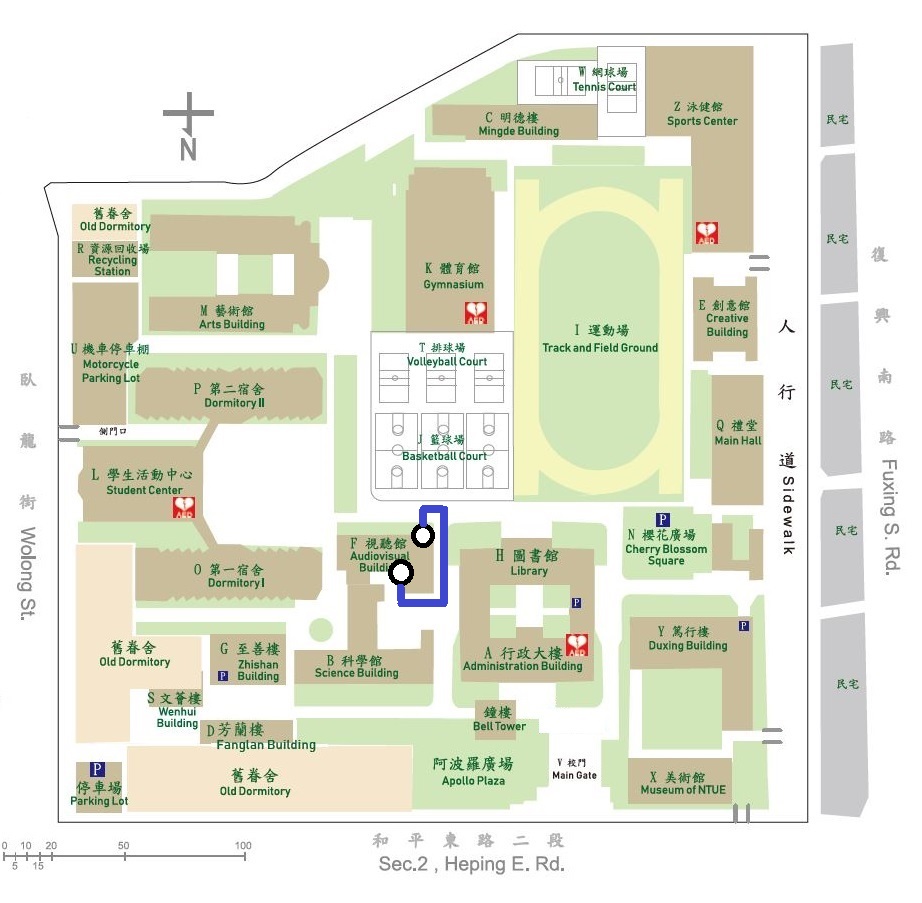 W 網球場
Tennis Court
C 明德樓
Mingde Building
Z 泳健館
Sports Center
民宅
N
舊眷舍
Old Dormitory
R 資源回收場
Recycling
Station
AED
民宅
復
興
南
路
Fuxing S. Rd.
K 體育館
Gymnasium
AED
M 藝術館
Arts Building
E 創意館
Creative
Building
I 運動場
Track and Field Ground
人
行
道
Sidewalk
U 機車停車棚
Motorcycle
Parking Lot
T 排球場
Volleyball Court
P 第二宿舍
Dormitory II
民宅
臥
龍
街
Wolong St.
側門口
J 籃球場
Basketball Court
Q 禮堂
Main Hall
L 學生活動中心
Student Center
AED
P
N 櫻花廣場
Cherry Blossom
Square
民宅
F 視聽館
Audiovisual
Building
H 圖書館
Library
O 第一宿舍
Dormitory I
P
P
Y 篤行樓
Duxing Building
舊眷舍
Old Dormitory
G 至善樓
Zhishan
Building
P
B 科學館
Science Building
A 行政大樓
Administration Building
AED
民宅
S 文薈樓
Wenhui
Building
鐘樓
Bell Tower
D 芳蘭樓
Fanglan Building
P
停車場
Parking Lot
舊眷舍
Old Dormitory
阿波羅廣場
Apollo Plaza
V 校門
Main Gate
X 美術館
Museum of NTUE
0 10 20 50 100
5 15
和平東路二段
Sec.2 , Heping E. Rd.